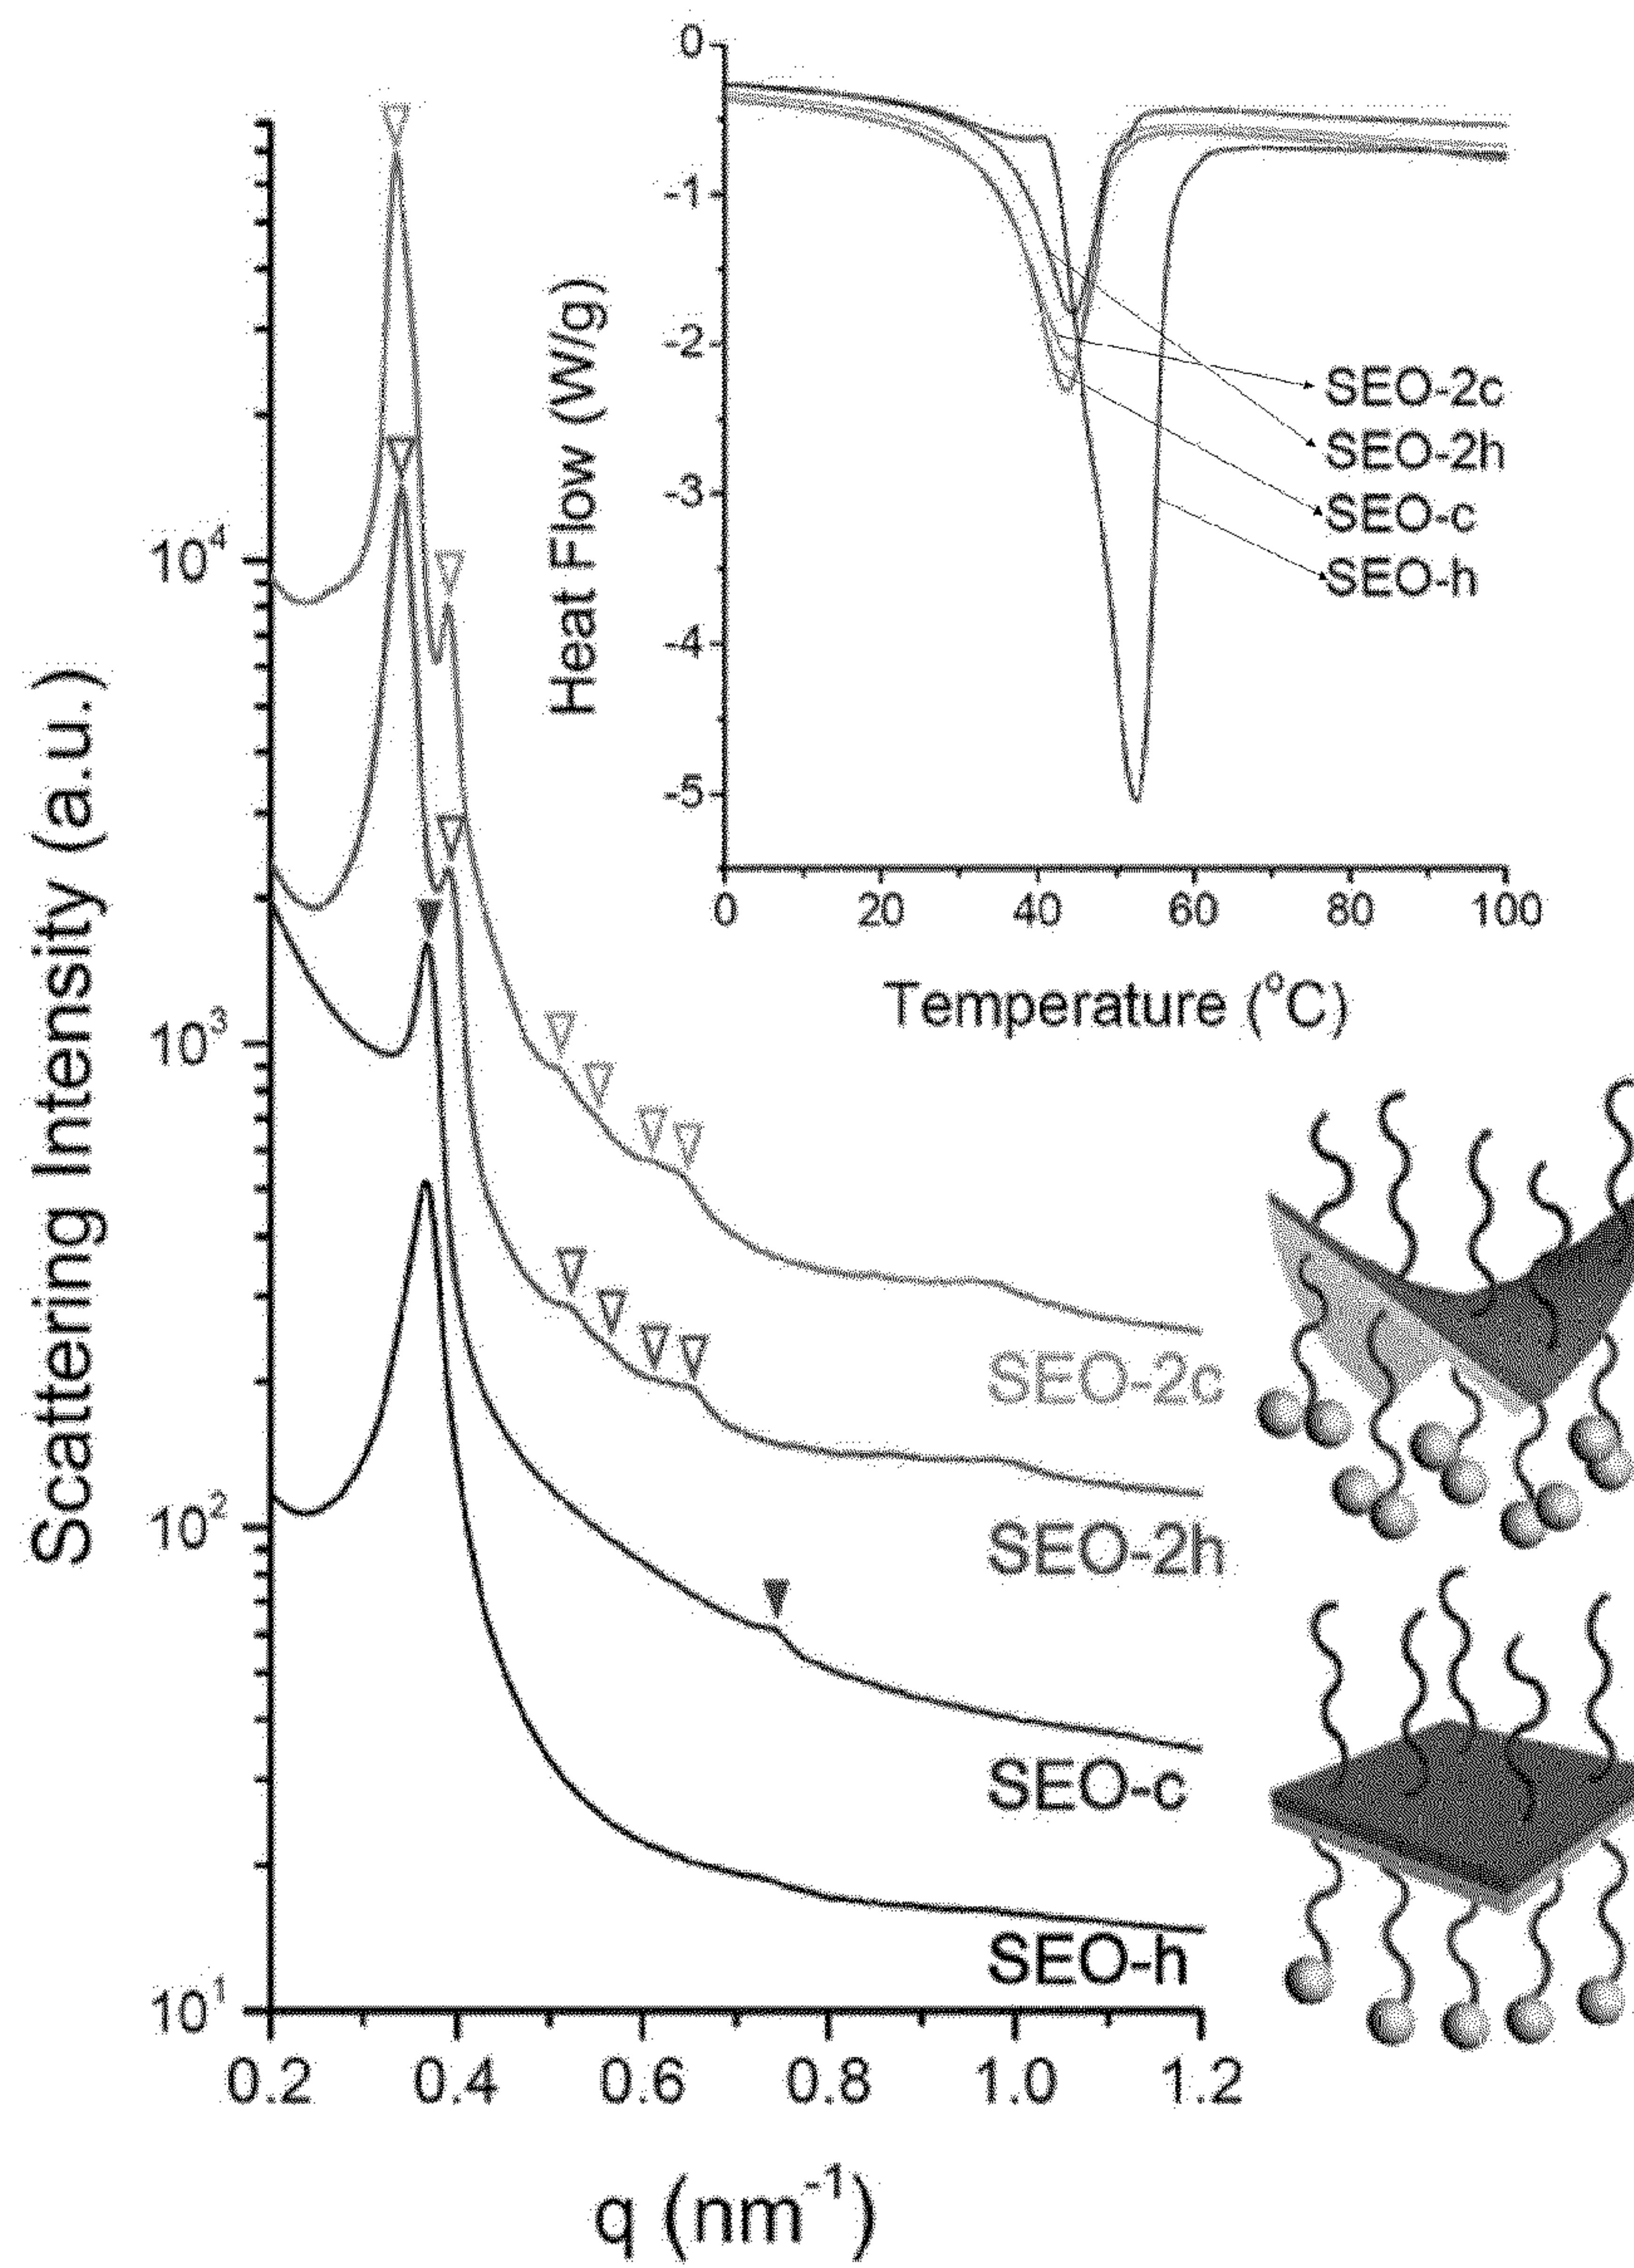 0
-1
-2
-3
-4
-5
Heat Flow (W/g)
SEO-2c
SEO-2h
SEO-c
SEO-h
0 20 40 60 80 100
Temperature (°C)
Scattering Intensity (a.u.)
10⁴
10³
10²
10¹
SEO-2c
SEO-2h
SEO-c
SEO-h
0.2 0.4 0.6 0.8 1.0 1.2
q (nm⁻¹)